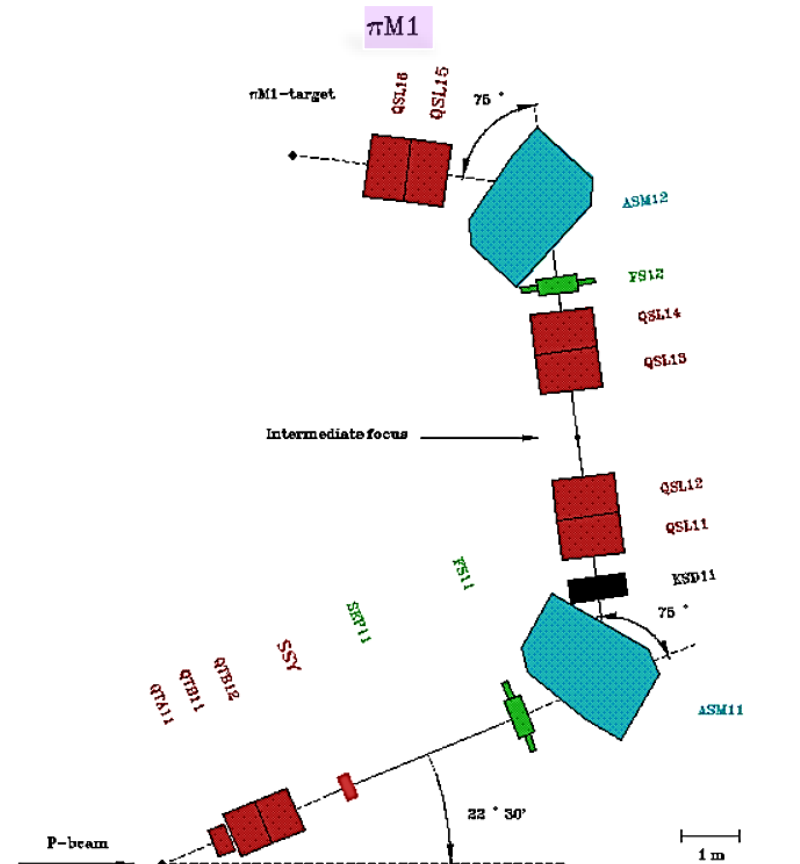 πM1
πM1-target
QSL16
QSL15
75 °
ASM12
FS12
QSL14
QSL13
Intermediate focus
QSL12
QSL11
KSD11
75 °
FS11
SEP11
SSY
QTB12
QTB11
QTA11
ASM11
22 ° 30'
P-beam
1 m